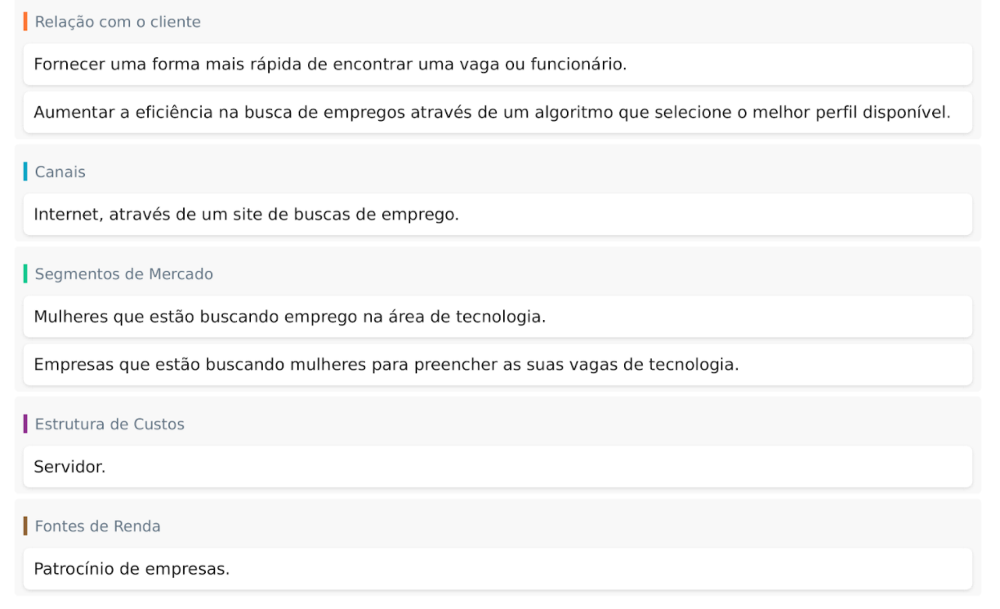 Relação com o cliente
Fornecer uma forma mais rápida de encontrar uma vaga ou funcionário.
Aumentar a eficiência na busca de empregos através de um algoritmo que selecione o melhor perfil disponível.
Canais
Internet, através de um site de buscas de emprego.
Segmentos de Mercado
Mulheres que estão buscando emprego na área de tecnologia.
Empresas que estão buscando mulheres para preencher as suas vagas de tecnologia.
Estrutura de Custos
Servidor.
Fontes de Renda
Patrocínio de empresas.